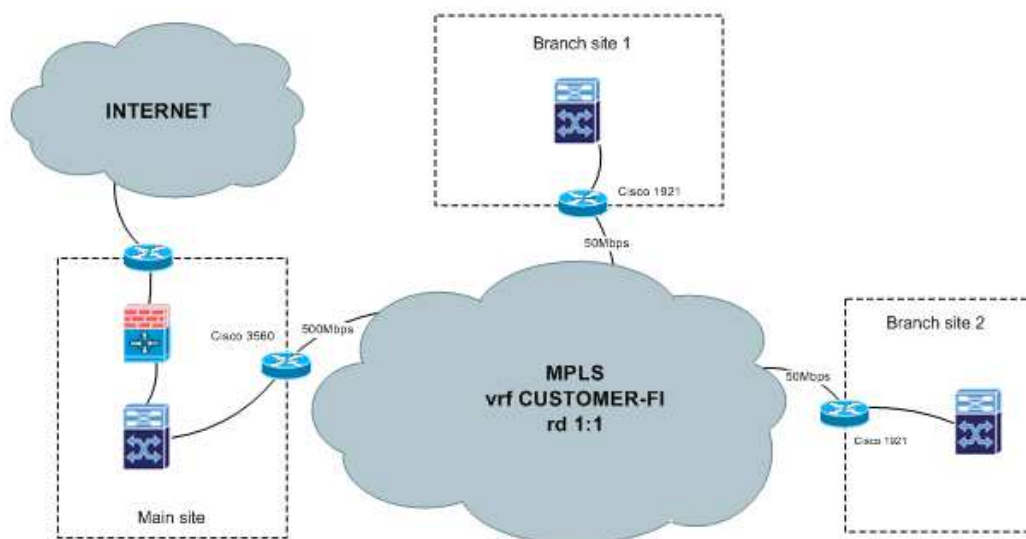 Branch site 1
INTERNET
Cisco 1921
50Mbps
Cisco 3560
500Mbps
Branch site 2
MPLS
vrf CUSTOMER-FI
rd 1:1
50Mbps
Cisco 1921
Main site